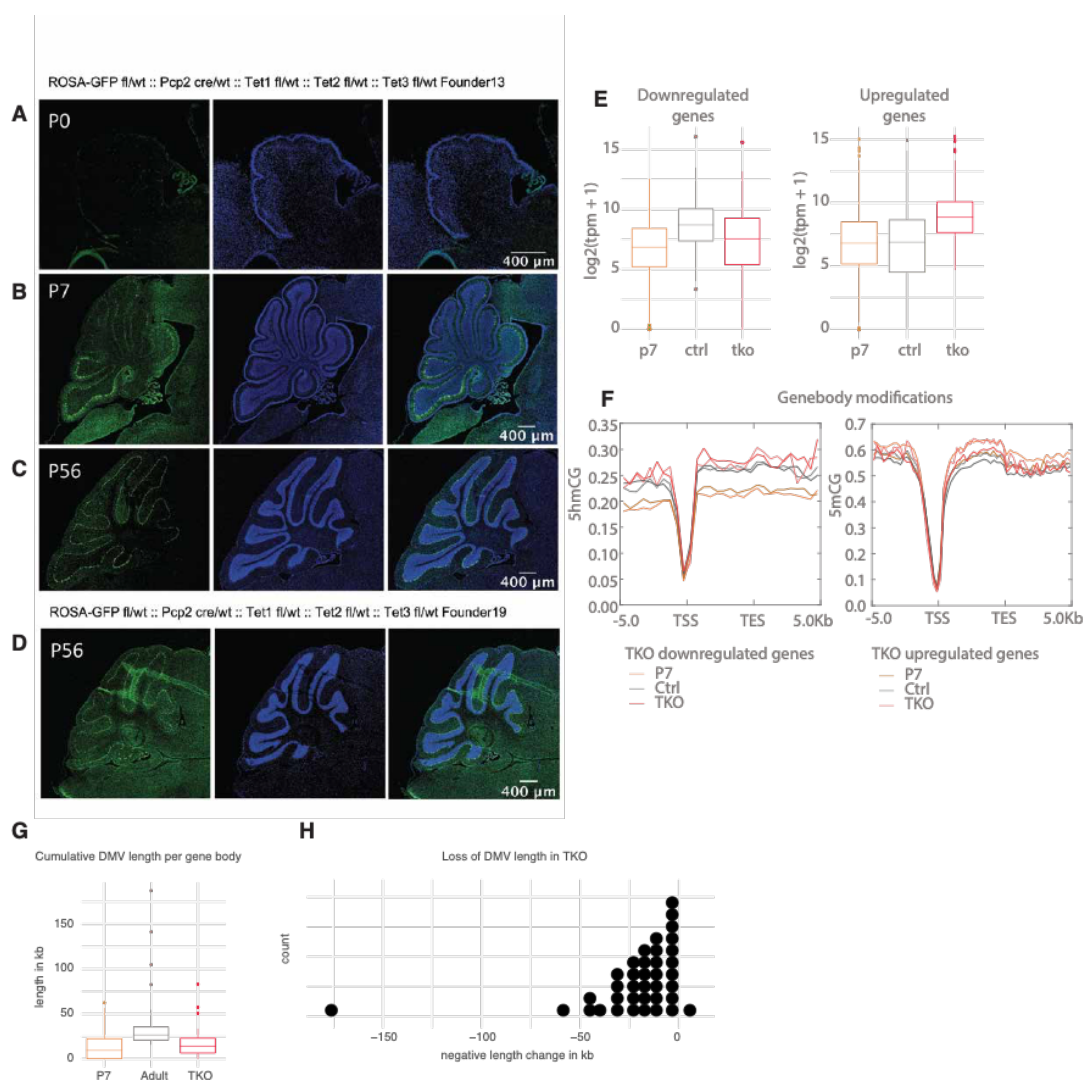 ROSA-GFP fl/wt :: Pcp2 cre/wt :: Tet1 fl/wt :: Tet2 fl/wt :: Tet3 fl/wt Founder13
A
P0
400 µm
B
P7
400 µm
C
P56
400 µm
ROSA-GFP fl/wt :: Pcp2 cre/wt :: Tet1 fl/wt :: Tet2 fl/wt :: Tet3 fl/wt Founder19
D
P56
400 µm
E
Downregulated
genes
log2(tpm + 1)
15
10
5
0
p7 ctrl tko
Upregulated
genes
log2(tpm + 1)
15
10
5
0
p7 ctrl tko
F
Genebody modifications
5hmCG
0.35
0.30
0.25
0.20
0.15
0.10
0.05
0.00
-5.0 TSS TES 5.0Kb
5mCG
0.7
0.6
0.5
0.4
0.3
0.2
0.1
0.0
-5.0 TSS TES 5.0Kb
TKO downregulated genes
P7
Ctrl
TKO
TKO upregulated genes
P7
Ctrl
TKO
G
Cumulative DMV length per gene body
length in kb
150
100
50
0
P7 Adult TKO
H
Loss of DMV length in TKO
count
−150 −100 −50 0
negative length change in kb